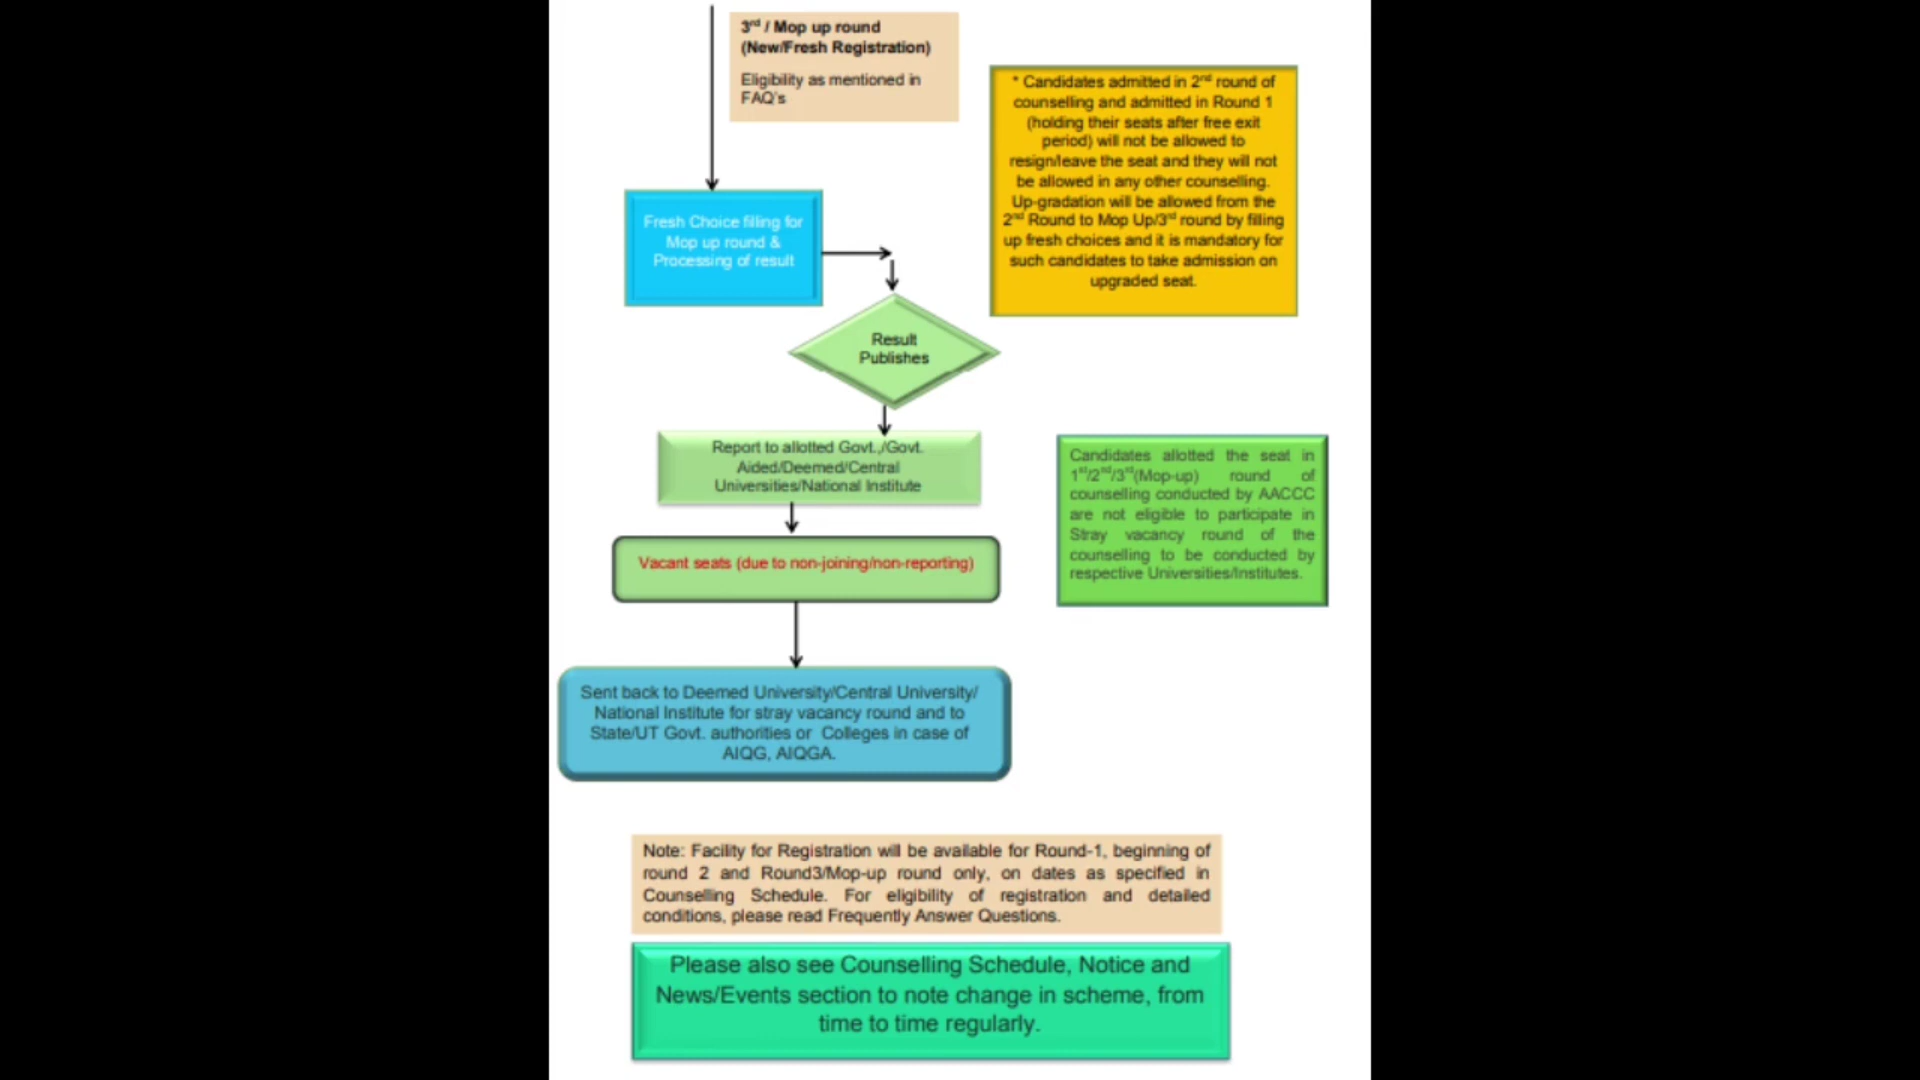 3rd / Mop up round
(New/Fresh Registration)
Eligibility as mentioned in
FAQ's
* Candidates admitted in 2nd round of
counselling and admitted in Round 1
(holding their seats after free exit
period) will not be allowed to
resign/leave the seat and they will not
be allowed in any other counselling.
Up-gradation will be allowed from the
2nd Round to Mop Up/3rd round by filling
up fresh choices and it is mandatory for
such candidates to take admission on
upgraded seat.
Fresh Choice filling for
Mop up round &
Processing of result
Result
Publishes
Report to allotted Govt.,/Govt.
Aided/Deemed/Central
Universities/National Institute
Candidates allotted the seat in
1st/2nd/3rd(Mop-up) round of
counselling conducted by AACCC
are not eligible to participate in
Stray vacancy round of the
counselling to be conducted by
respective Universities/Institutes.
Vacant seats (due to non-joining/non-reporting)
Sent back to Deemed University/Central University/
National Institute for stray vacancy round and to
State/UT Govt. authorities or Colleges in case of
AIQG, AIQGA.
Note: Facility for Registration will be available for Round-1, beginning of
round 2 and Round3/Mop-up round only, on dates as specified in
Counselling Schedule. For eligibility of registration and detailed
conditions, please read Frequently Answer Questions.
Please also see Counselling Schedule, Notice and
News/Events section to note change in scheme, from
time to time regularly.